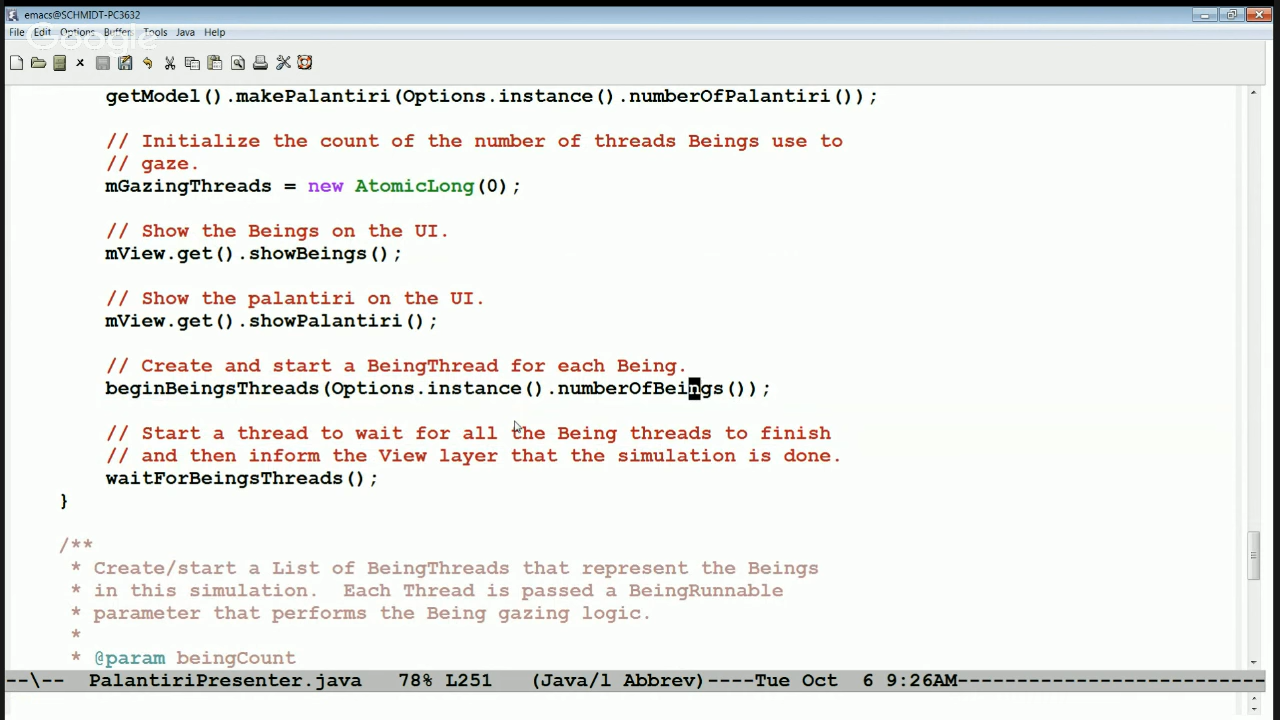 emacs@SCHMIDT-PC3632
File Edit Options Buffer Tools Java Help
Google
getModel().makePalantiri(Options.instance().numberOfPalantiri());
// Initialize the count of the number of threads Beings use to
// gaze.
mGazingThreads = new AtomicLong(0);
// Show the Beings on the UI.
mView.get().showBeings();
// Show the palantiri on the UI.
mView.get().showPalantiri();
// Create and start a BeingThread for each Being.
beginBeingsThreads(Options.instance().numberOfBeings());
// Start a thread to wait for all the Being threads to finish
// and then inform the View layer that the simulation is done.
waitForBeingsThreads();
}
/**
* Create/start a List of BeingThreads that represent the Beings
* in this simulation.  Each Thread is passed a BeingRunnable
* parameter that performs the Being gazing logic.
*
* @param beingCount
--\--  PalantiriPresenter.java   78% L251   (Java/l Abbrev)----Tue Oct  6 9:26AM--------------------------